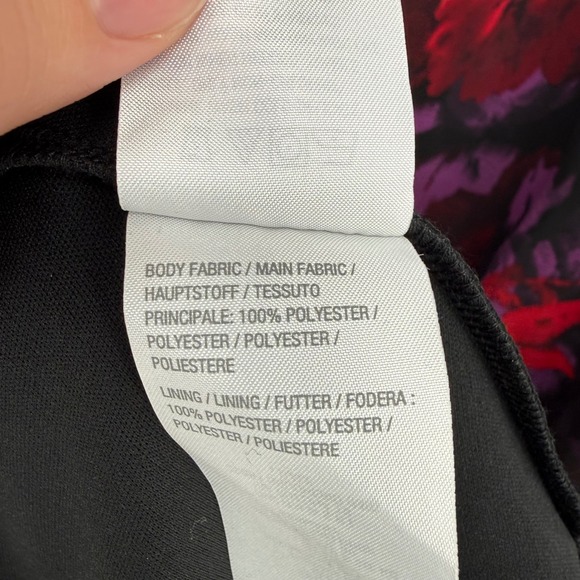 BODY FABRIC / MAIN FABRIC /
HAUPTSTOFF / TESSUTO
PRINCIPALE: 100% POLYESTER /
POLYESTER / POLYESTER /
POLIESTERE
LINING / LINING / FUTTER / FODERA :
100% POLYESTER / POLYESTER /
POLYESTER / POLIESTERE